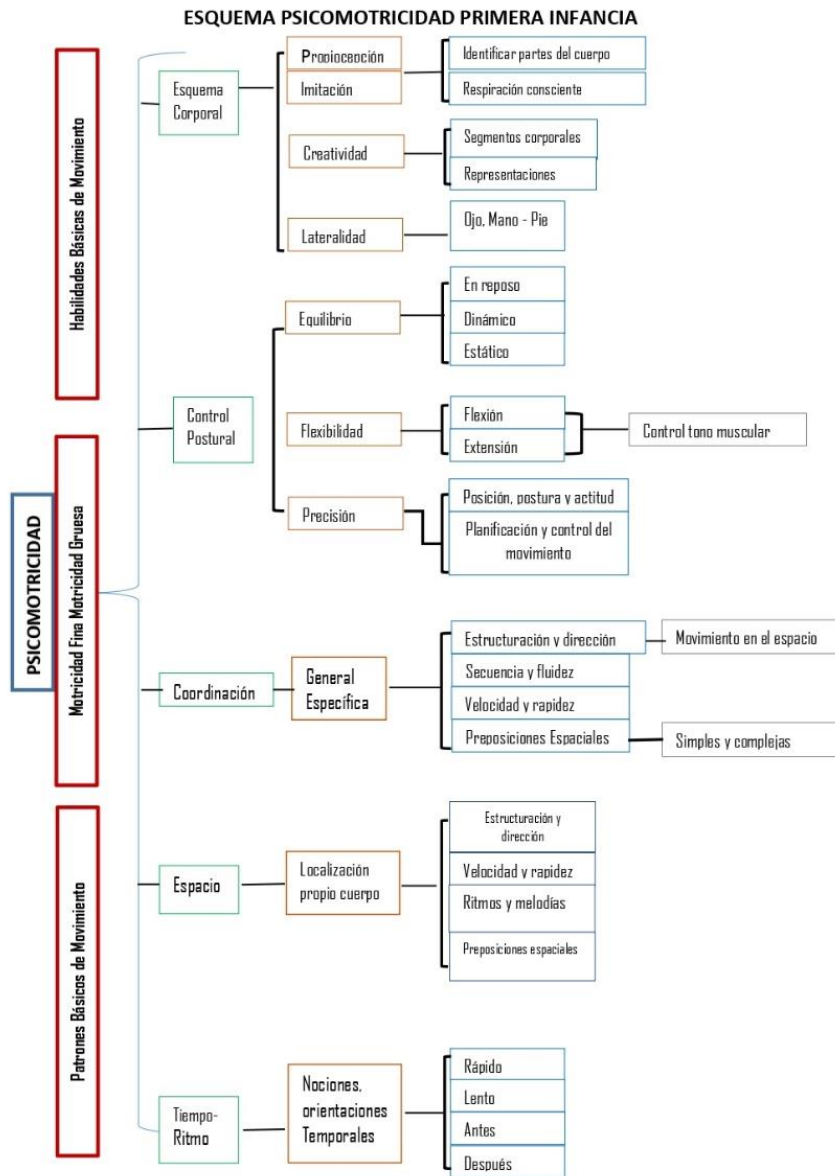 ESQUEMA PSICOMOTRICIDAD PRIMERA INFANCIA
PSICOMOTRICIDAD
Habilidades Básicas de Movimiento
Motricidad Fina Motricidad Gruesa
Patrones Básicos de Movimiento
Esquema
Corporal
Propiocención
Imitación
Identificar partes del cuerpo
Respiración consciente
Creatividad
Segmentos corporales
Representaciones
Lateralidad
Ojo, Mano - Pie
Control
Postural
Equilibrio
En reposo
Dinámico
Estático
Flexibilidad
Flexión
Extensión
Control tono muscular
Precisión
Posición, postura y actitud
Planificación y control del
movimiento
Coordinación
General
Específica
Estructuración y dirección
Movimiento en el espacio
Secuencia y fluidez
Velocidad y rapidez
Preposiciones Espaciales
Simples y complejas
Espacio
Localización
propio cuerpo
Estructuración y
dirección
Velocidad y rapidez
Ritmos y melodías
Preposiciones espaciales
Tiempo-
Ritmo
Nociones,
orientaciones
Temporales
Rápido
Lento
Antes
Después